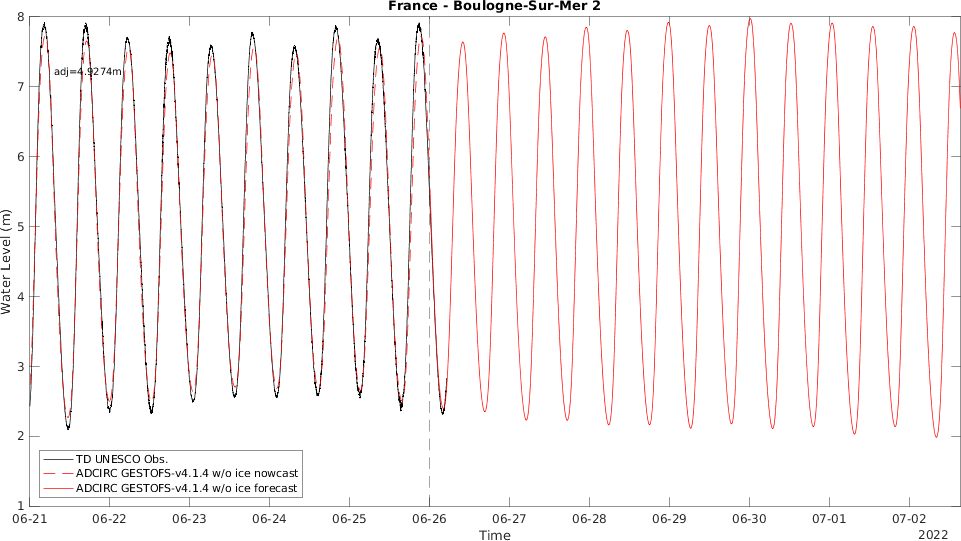 France - Boulogne-Sur-Mer 2
adj=4.9274m
8
7
6
5
4
3
2
1
Water Level (m)
TD UNESCO Obs.
ADCIRC GESTOFS-v4.1.4 w/o ice nowcast
ADCIRC GESTOFS-v4.1.4 w/o ice forecast
06-21 06-22 06-23 06-24 06-25 06-26 06-27 06-28 06-29 06-30 07-01 07-02
Time
2022